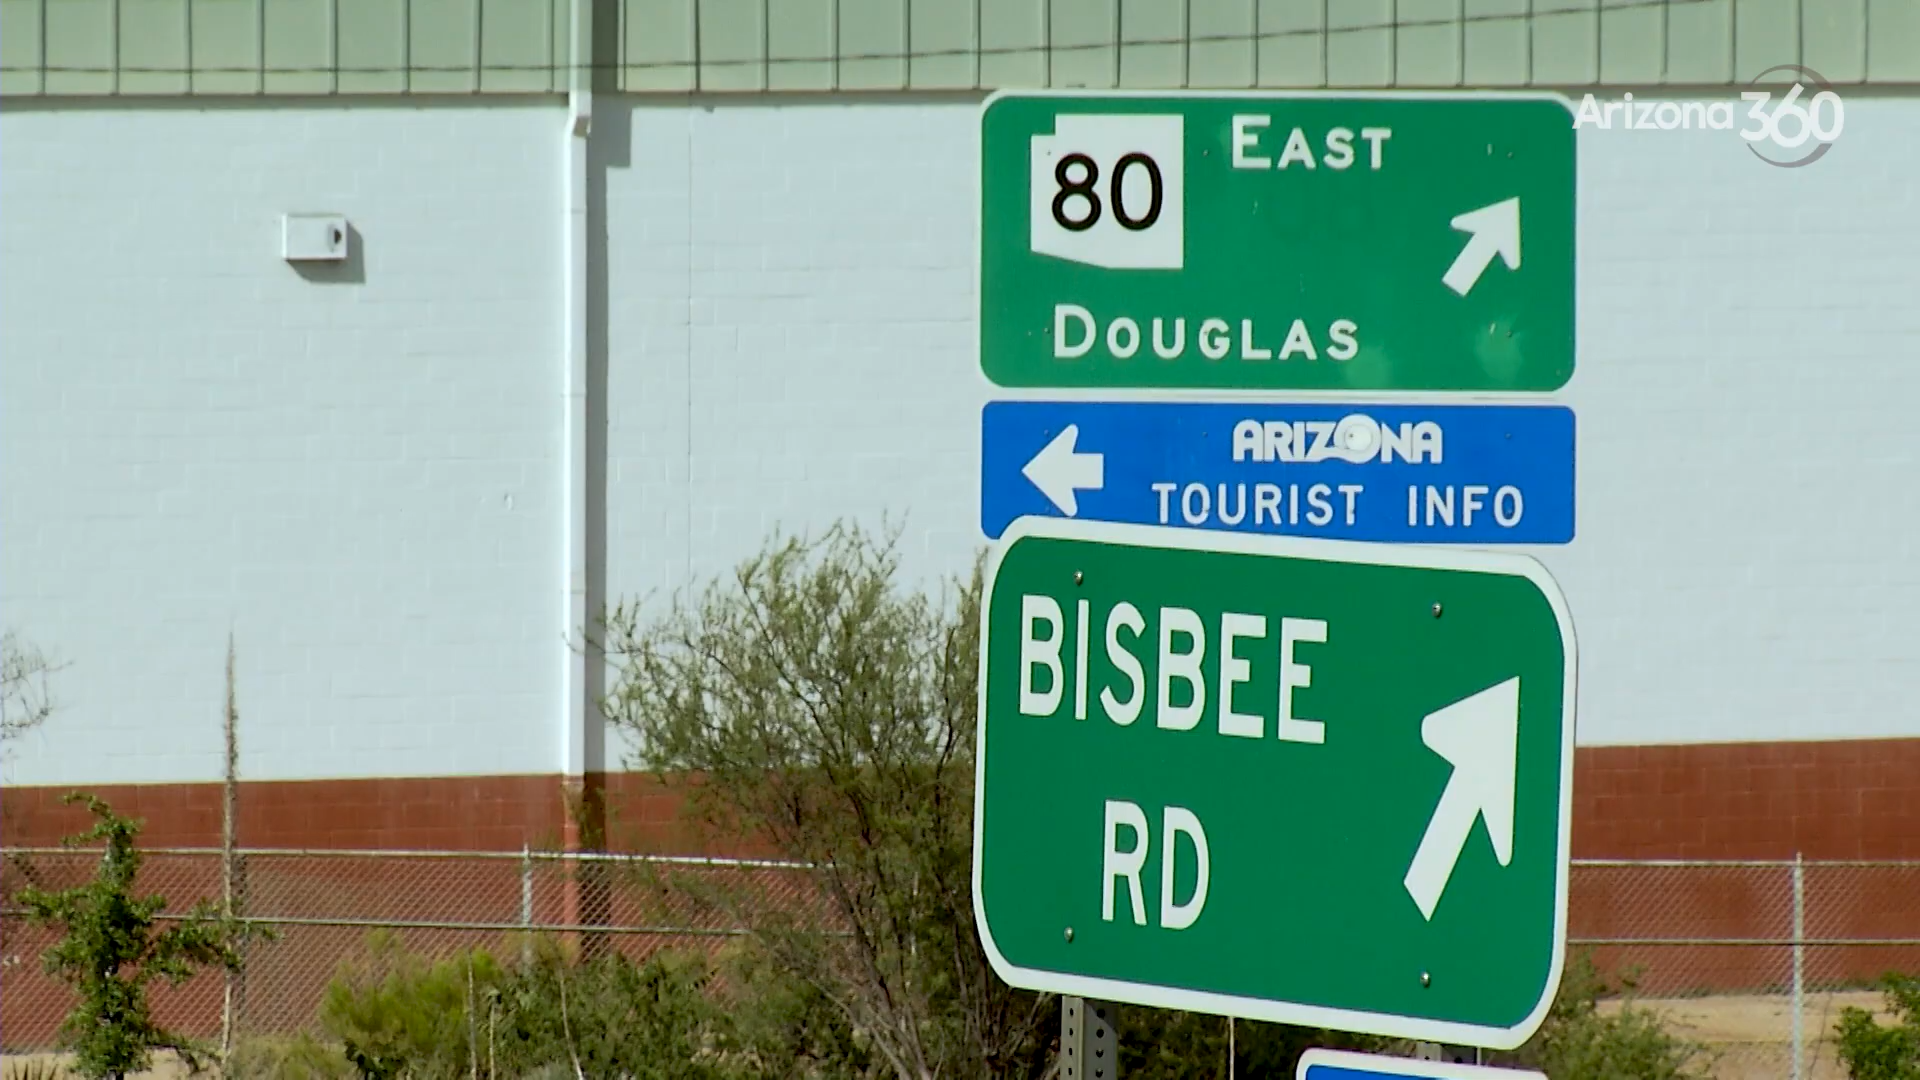 Arizona 360
80 EAST
DOUGLAS
ARIZONA
TOURIST INFO
BISBEE
RD